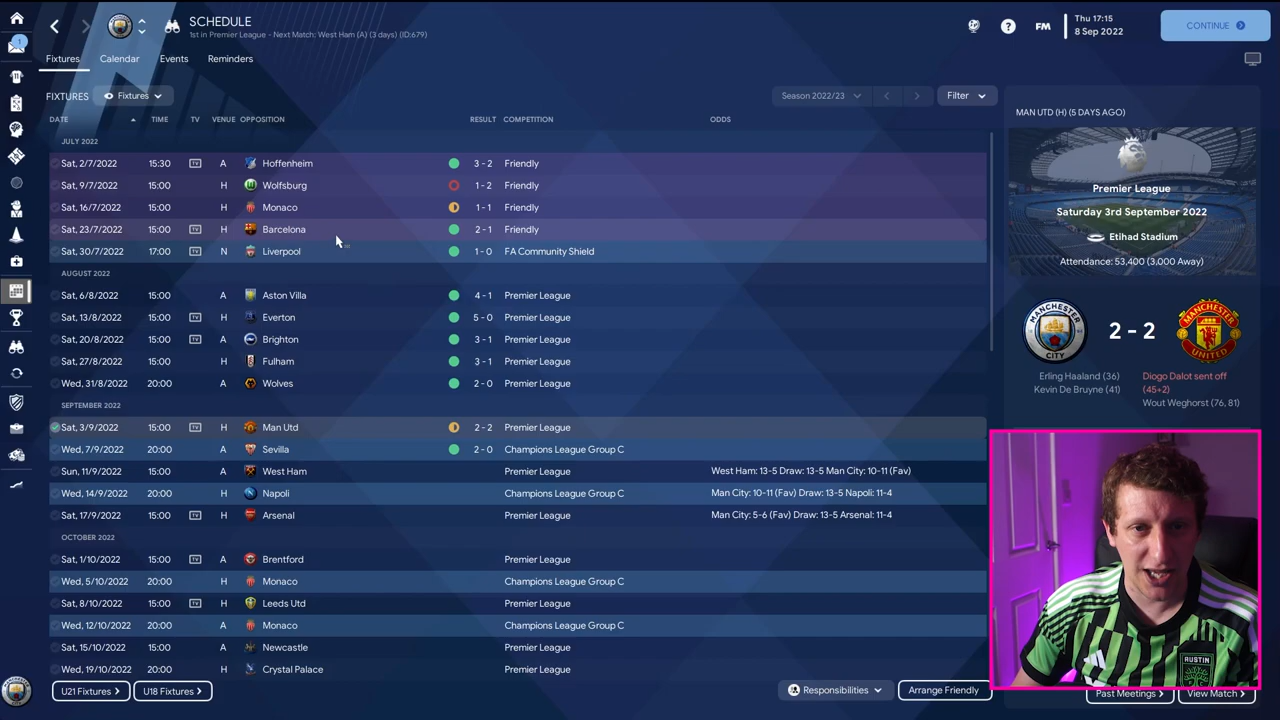 SCHEDULE
1st in Premier League - Next Match: West Ham (A) (3 days) (ID:679)
FM
Thu 17:15
8 Sep 2022
CONTINUE
1
Fixtures Calendar Events Reminders
FIXTURES Fixtures Season 2022/23 Filter
DATE TIME TV VENUE OPPOSITION RESULT COMPETITION ODDS
JULY 2022
Sat, 2/7/2022 15:30 TV A Hoffenheim 3 - 2 Friendly
Sat, 9/7/2022 15:00 TV H Wolfsburg 1 - 2 Friendly
Sat, 16/7/2022 15:00 TV H Monaco 1 - 1 Friendly
Sat, 23/7/2022 15:00 TV H Barcelona 2 - 1 Friendly
Sat, 30/7/2022 17:00 TV N Liverpool 1 - 0 FA Community Shield
AUGUST 2022
Sat, 6/8/2022 15:00 TV A Aston Villa 4 - 1 Premier League
Sat, 13/8/2022 15:00 TV H Everton 5 - 0 Premier League
Sat, 20/8/2022 15:00 TV A Brighton 3 - 1 Premier League
Sat, 27/8/2022 15:00 H Fulham 3 - 1 Premier League
Wed, 31/8/2022 20:00 A Wolves 2 - 0 Premier League
SEPTEMBER 2022
Sat, 3/9/2022 15:00 TV H Man Utd 2 - 2 Premier League
Wed, 7/9/2022 20:00 A Sevilla 2 - 0 Champions League Group C
Sun, 11/9/2022 15:00 A West Ham Premier League West Ham: 13-5 Draw: 13-5 Man City: 10-11 (Fav)
Wed, 14/9/2022 20:00 H Napoli Champions League Group C Man City: 10-11 (Fav) Draw: 13-5 Napoli: 11-4
Sat, 17/9/2022 15:00 TV H Arsenal Premier League Man City: 5-6 (Fav) Draw: 13-5 Arsenal: 11-4
OCTOBER 2022
Sat, 1/10/2022 15:00 TV A Brentford Premier League
Wed, 5/10/2022 20:00 H Monaco Champions League Group C
Sat, 8/10/2022 15:00 TV H Leeds Utd Premier League
Wed, 12/10/2022 20:00 A Monaco Champions League Group C
Sat, 15/10/2022 15:00 A Newcastle Premier League
Wed, 19/10/2022 20:00 H Crystal Palace Premier League
U21 Fixtures U18 Fixtures Responsibilities Arrange Friendly
MAN UTD (H) (5 DAYS AGO)
Premier League
Saturday 3rd September 2022
Etihad Stadium
Attendance: 53,400 (3,000 Away)
MANCHESTER
CITY
2 - 2
MANCHESTER
UNITED
Erling Haaland (36)
Kevin De Bruyne (41)
Diogo Dalot sent off
(45+2)
Wout Weghorst (76, 81)
AUSTIN
Past Meetings View Match